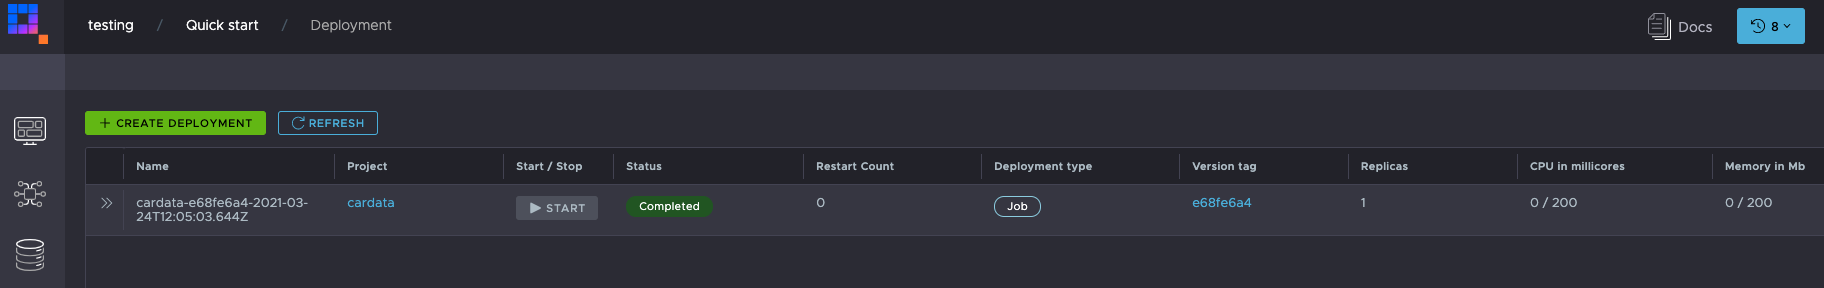 testing / Quick start / Deployment
Docs
8
+ CREATE DEPLOYMENT
REFRESH
Name Project Start / Stop Status Restart Count Deployment type Version tag Replicas CPU in millicores Memory in Mb
cardata-e68fe6a4-2021-03-
24T12:05:03.644Z
cardata START Completed 0 Job e68fe6a4 1 0 / 200 0 / 200